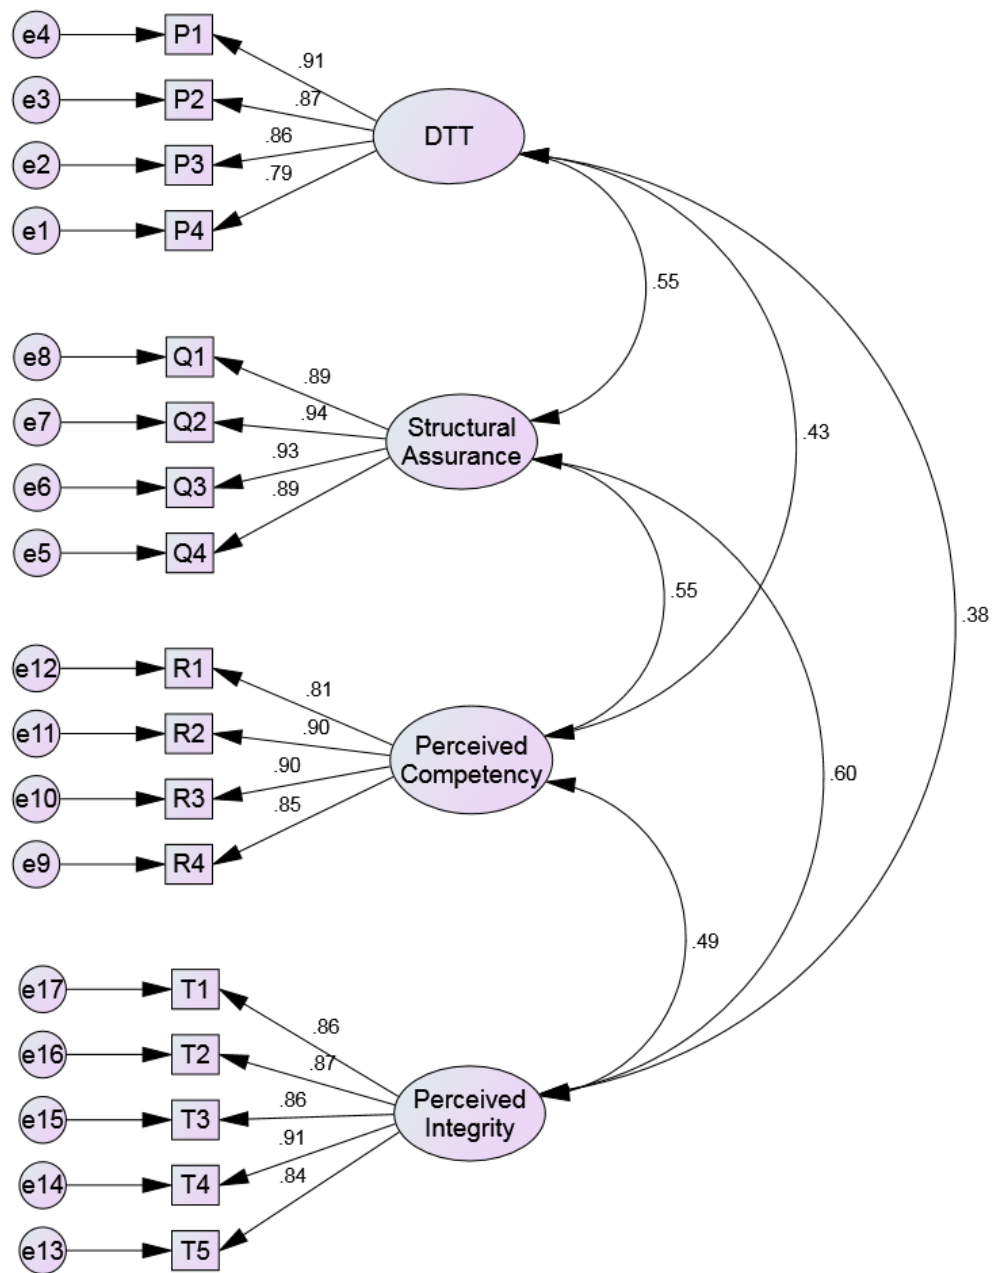 e4
P1
.91
e3
P2
.87
DTT
e2
P3
.86
e1
P4
.79
.55
e8
Q1
.89
e7
Q2
.94
Structural
Assurance
e6
Q3
.93
e5
Q4
.89
.43
.55
.38
e12
R1
.81
e11
R2
.90
Perceived
Competency
e10
R3
.90
e9
R4
.85
.60
.49
e17
T1
.86
e16
T2
.87
Perceived
Integrity
e15
T3
.86
e14
T4
.91
e13
T5
.84